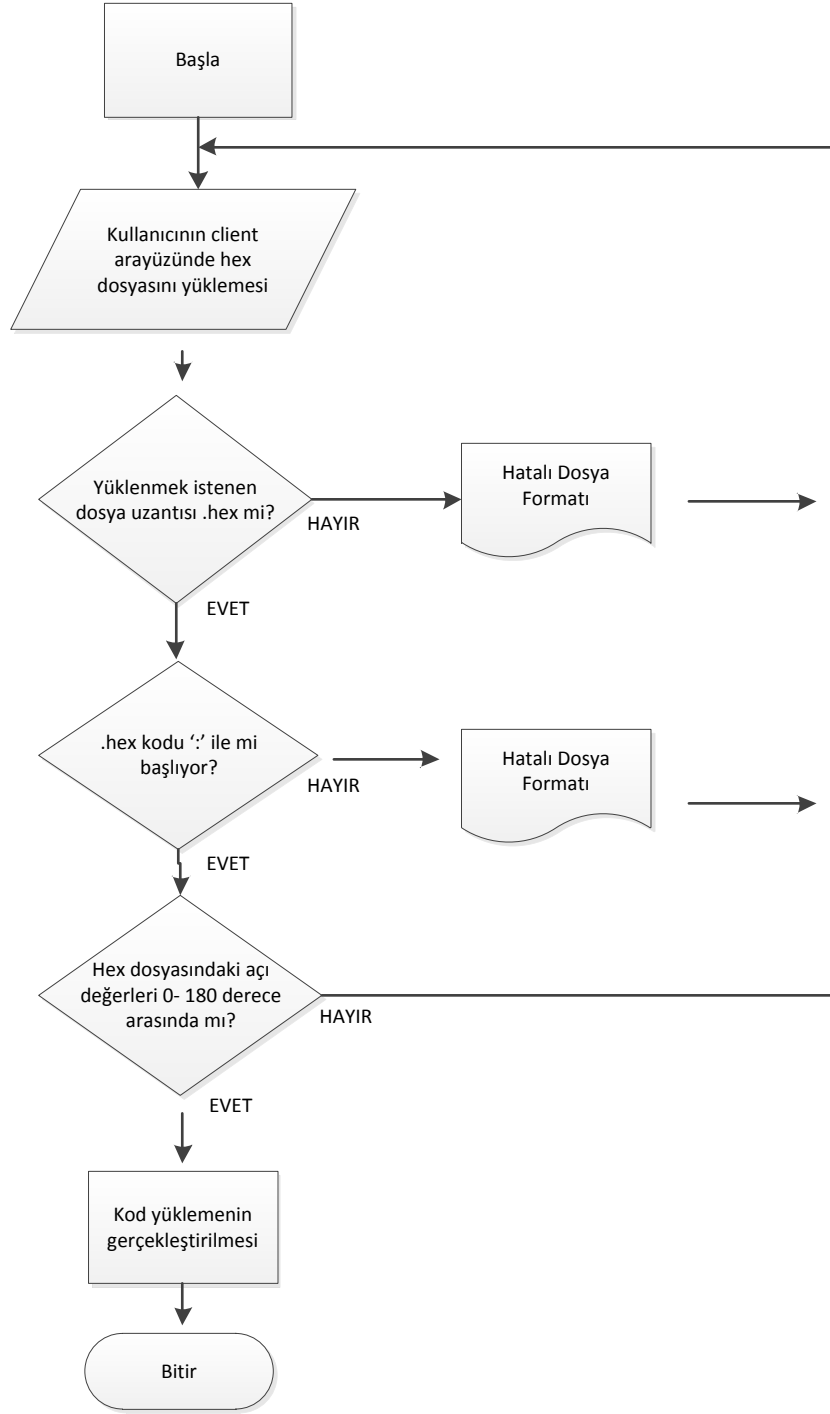 Başla
Kullanıcının client
arayüzünde hex
dosyasını yüklemesi
Yüklenmek istenen
dosya uzantısı .hex mi?
HAYIR
Hatalı Dosya
Formatı
EVET
.hex kodu ‘:’ ile mi
başlıyor?
HAYIR
Hatalı Dosya
Formatı
EVET
Hex dosyasındaki açı
değerleri 0- 180 derece
arasında mı?
HAYIR
EVET
Kod yüklemenin
gerçekleştirilmesi
Bitir